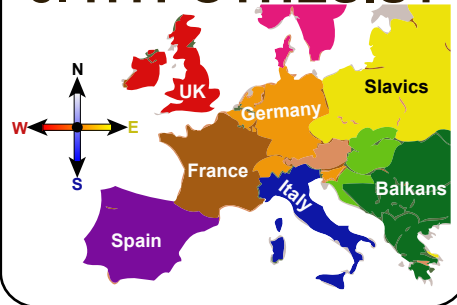 N
W
E
S
UK
Germany
Slavics
France
Italy
Balkans
Spain